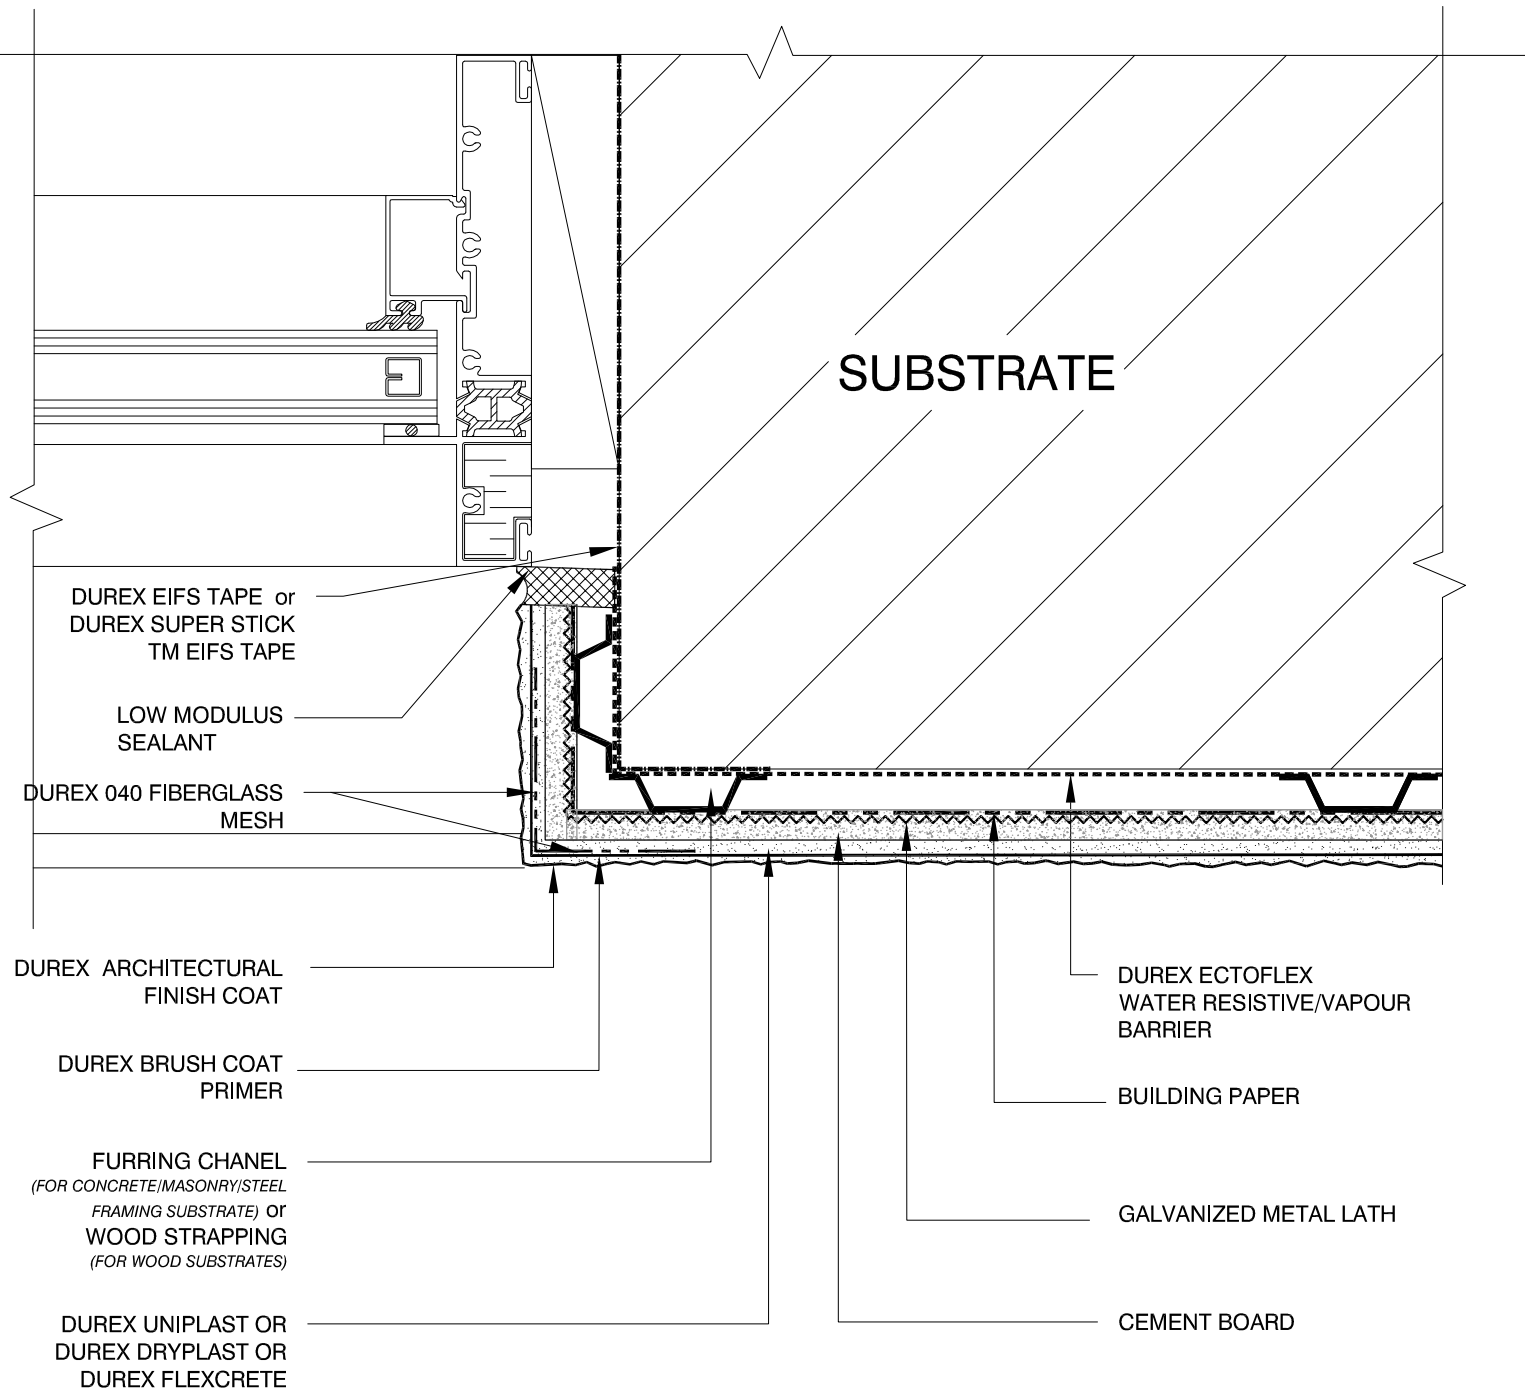 SUBSTRATE
DUREX EIFS TAPE or
DUREX SUPER STICK
TM EIFS TAPE
LOW MODULUS
SEALANT
DUREX 040 FIBERGLASS
MESH
DUREX ARCHITECTURAL
FINISH COAT
DUREX BRUSH COAT
PRIMER
FURRING CHANEL
(FOR CONCRETE/MASONRY/STEEL
FRAMING SUBSTRATE) or
WOOD STRAPPING
(FOR WOOD SUBSTRATES)
DUREX UNIPLAST OR
DUREX DRYPLAST OR
DUREX FLEXCRETE
DUREX ECTOFLEX
WATER RESISTIVE/VAPOUR
BARRIER
BUILDING PAPER
GALVANIZED METAL LATH
CEMENT BOARD